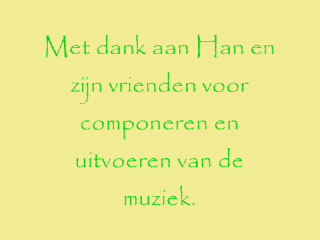 Met dank aan Han en
zijn vrienden voor
componeren en
uitvoeren van de
muziek.